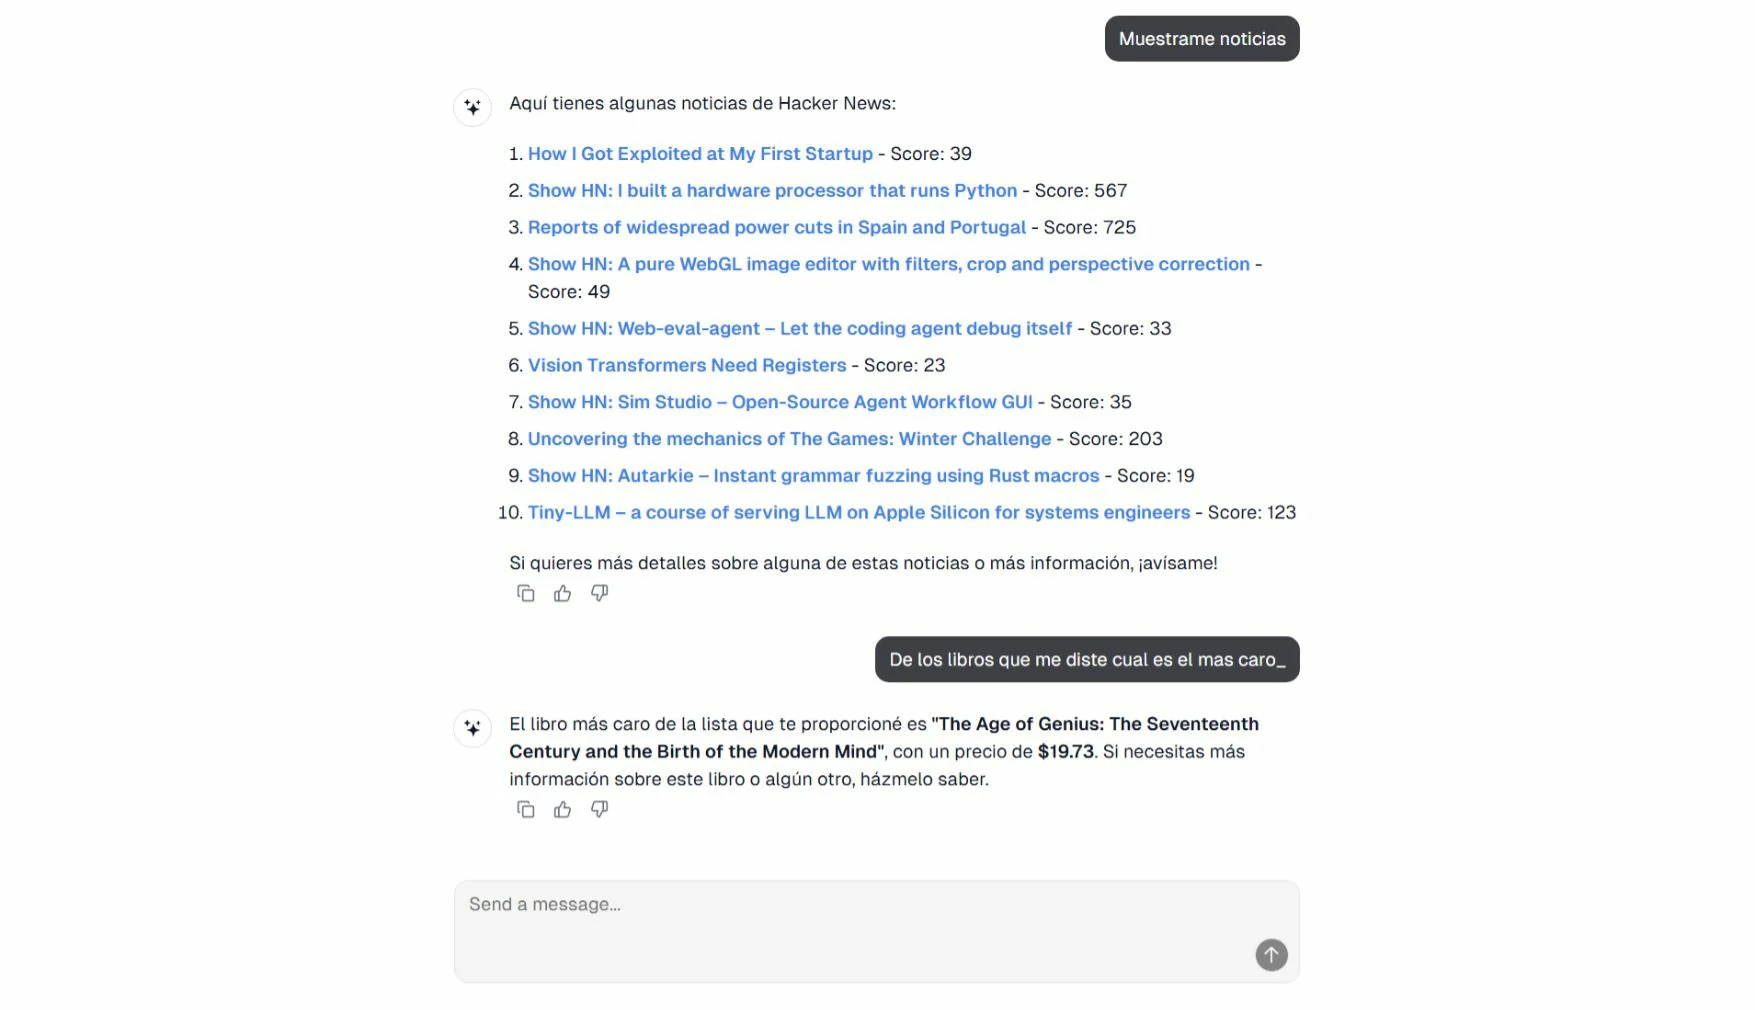 Muestrame noticias
Aquí tienes algunas noticias de Hacker News:
1. How I Got Exploited at My First Startup - Score: 39
2. Show HN: I built a hardware processor that runs Python - Score: 567
3. Reports of widespread power cuts in Spain and Portugal - Score: 725
4. Show HN: A pure WebGL image editor with filters, crop and perspective correction -
Score: 49
5. Show HN: Web-eval-agent – Let the coding agent debug itself - Score: 33
6. Vision Transformers Need Registers - Score: 23
7. Show HN: Sim Studio – Open-Source Agent Workflow GUI - Score: 35
8. Uncovering the mechanics of The Games: Winter Challenge - Score: 203
9. Show HN: Autarkie – Instant grammar fuzzing using Rust macros - Score: 19
10. Tiny-LLM – a course of serving LLM on Apple Silicon for systems engineers - Score: 123
Si quieres más detalles sobre alguna de estas noticias o más información, ¡avísame!
De los libros que me diste cual es el mas caro_
El libro más caro de la lista que te proporcioné es "The Age of Genius: The Seventeenth
Century and the Birth of the Modern Mind", con un precio de $19.73. Si necesitas más
información sobre este libro o algún otro, házmelo saber.
Send a message...